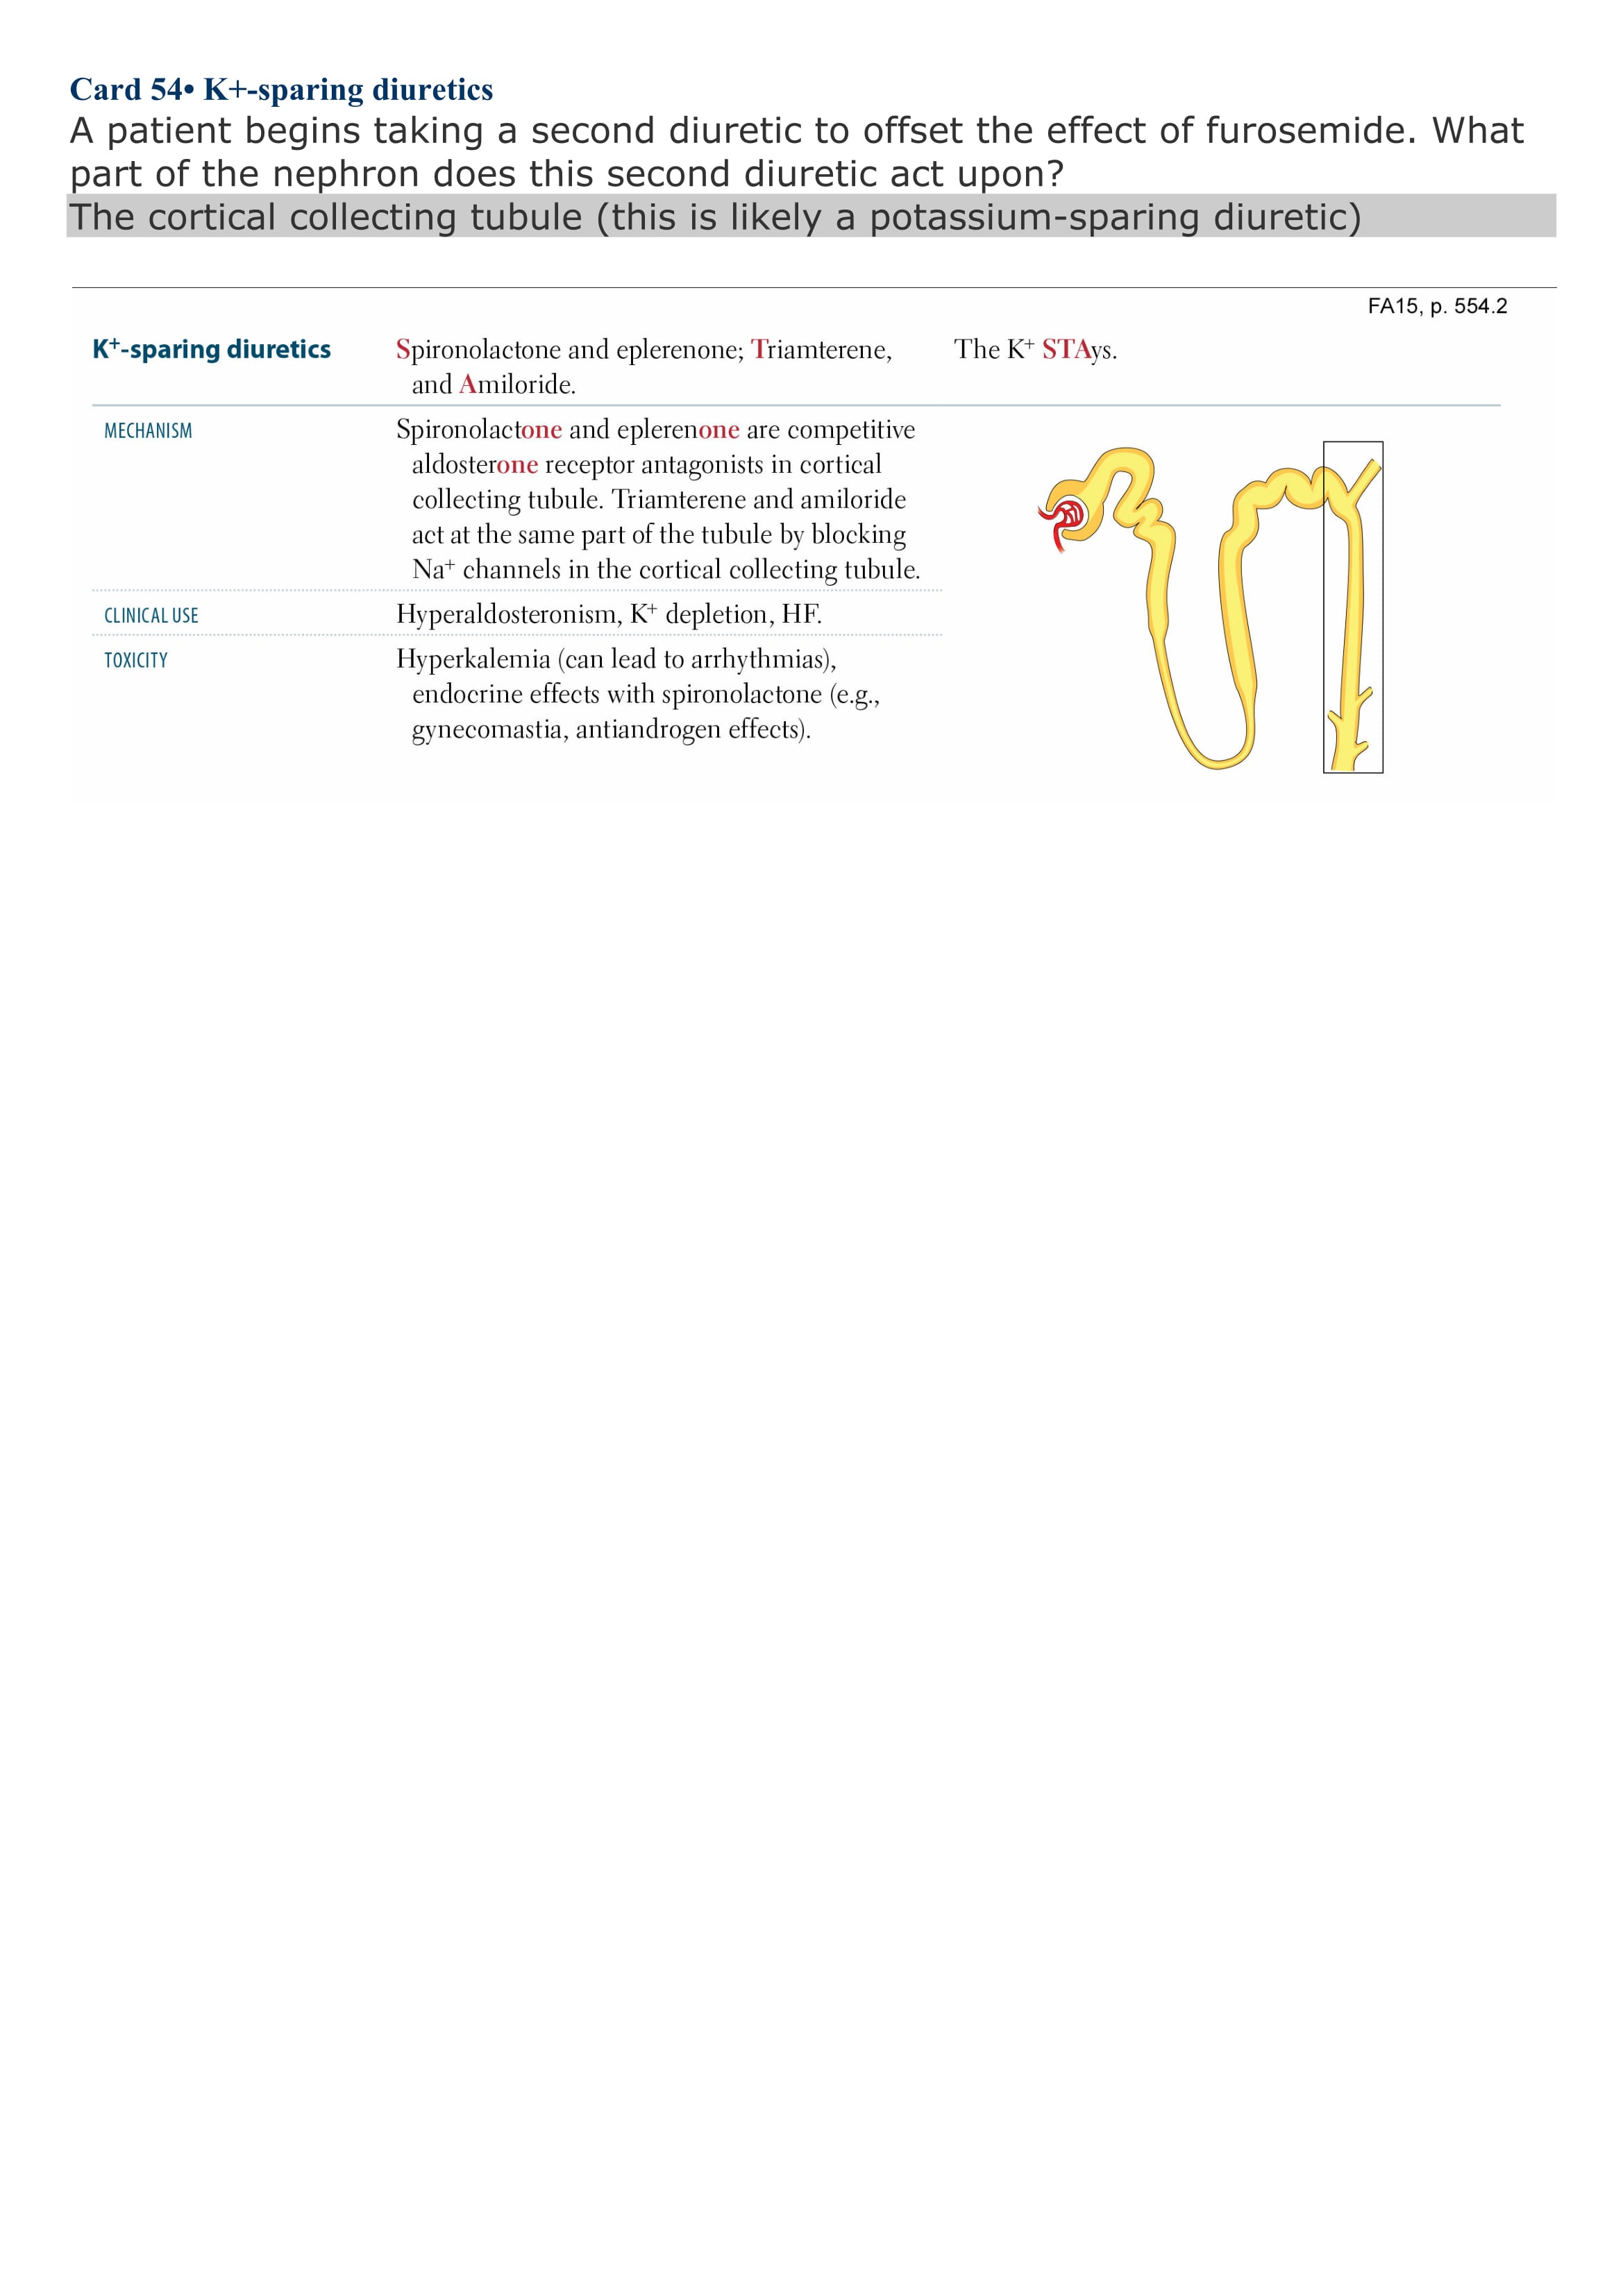 Card 54• K+-sparing diuretics
A patient begins taking a second diuretic to offset the effect of furosemide. What
part of the nephron does this second diuretic act upon?
The cortical collecting tubule (this is likely a potassium-sparing diuretic)
FA15, p. 554.2
K⁺-sparing diuretics
Spironolactone and eplerenone; Triamterene,
and Amiloride.
The K⁺ STAys.
MECHANISM
Spironolactone and eplerenone are competitive
aldosterone receptor antagonists in cortical
collecting tubule. Triamterene and amiloride
act at the same part of the tubule by blocking
Na⁺ channels in the cortical collecting tubule.
CLINICAL USE
Hyperaldosteronism, K⁺ depletion, HF.
TOXICITY
Hyperkalemia (can lead to arrhythmias),
endocrine effects with spironolactone (e.g.,
gynecomastia, antiandrogen effects).